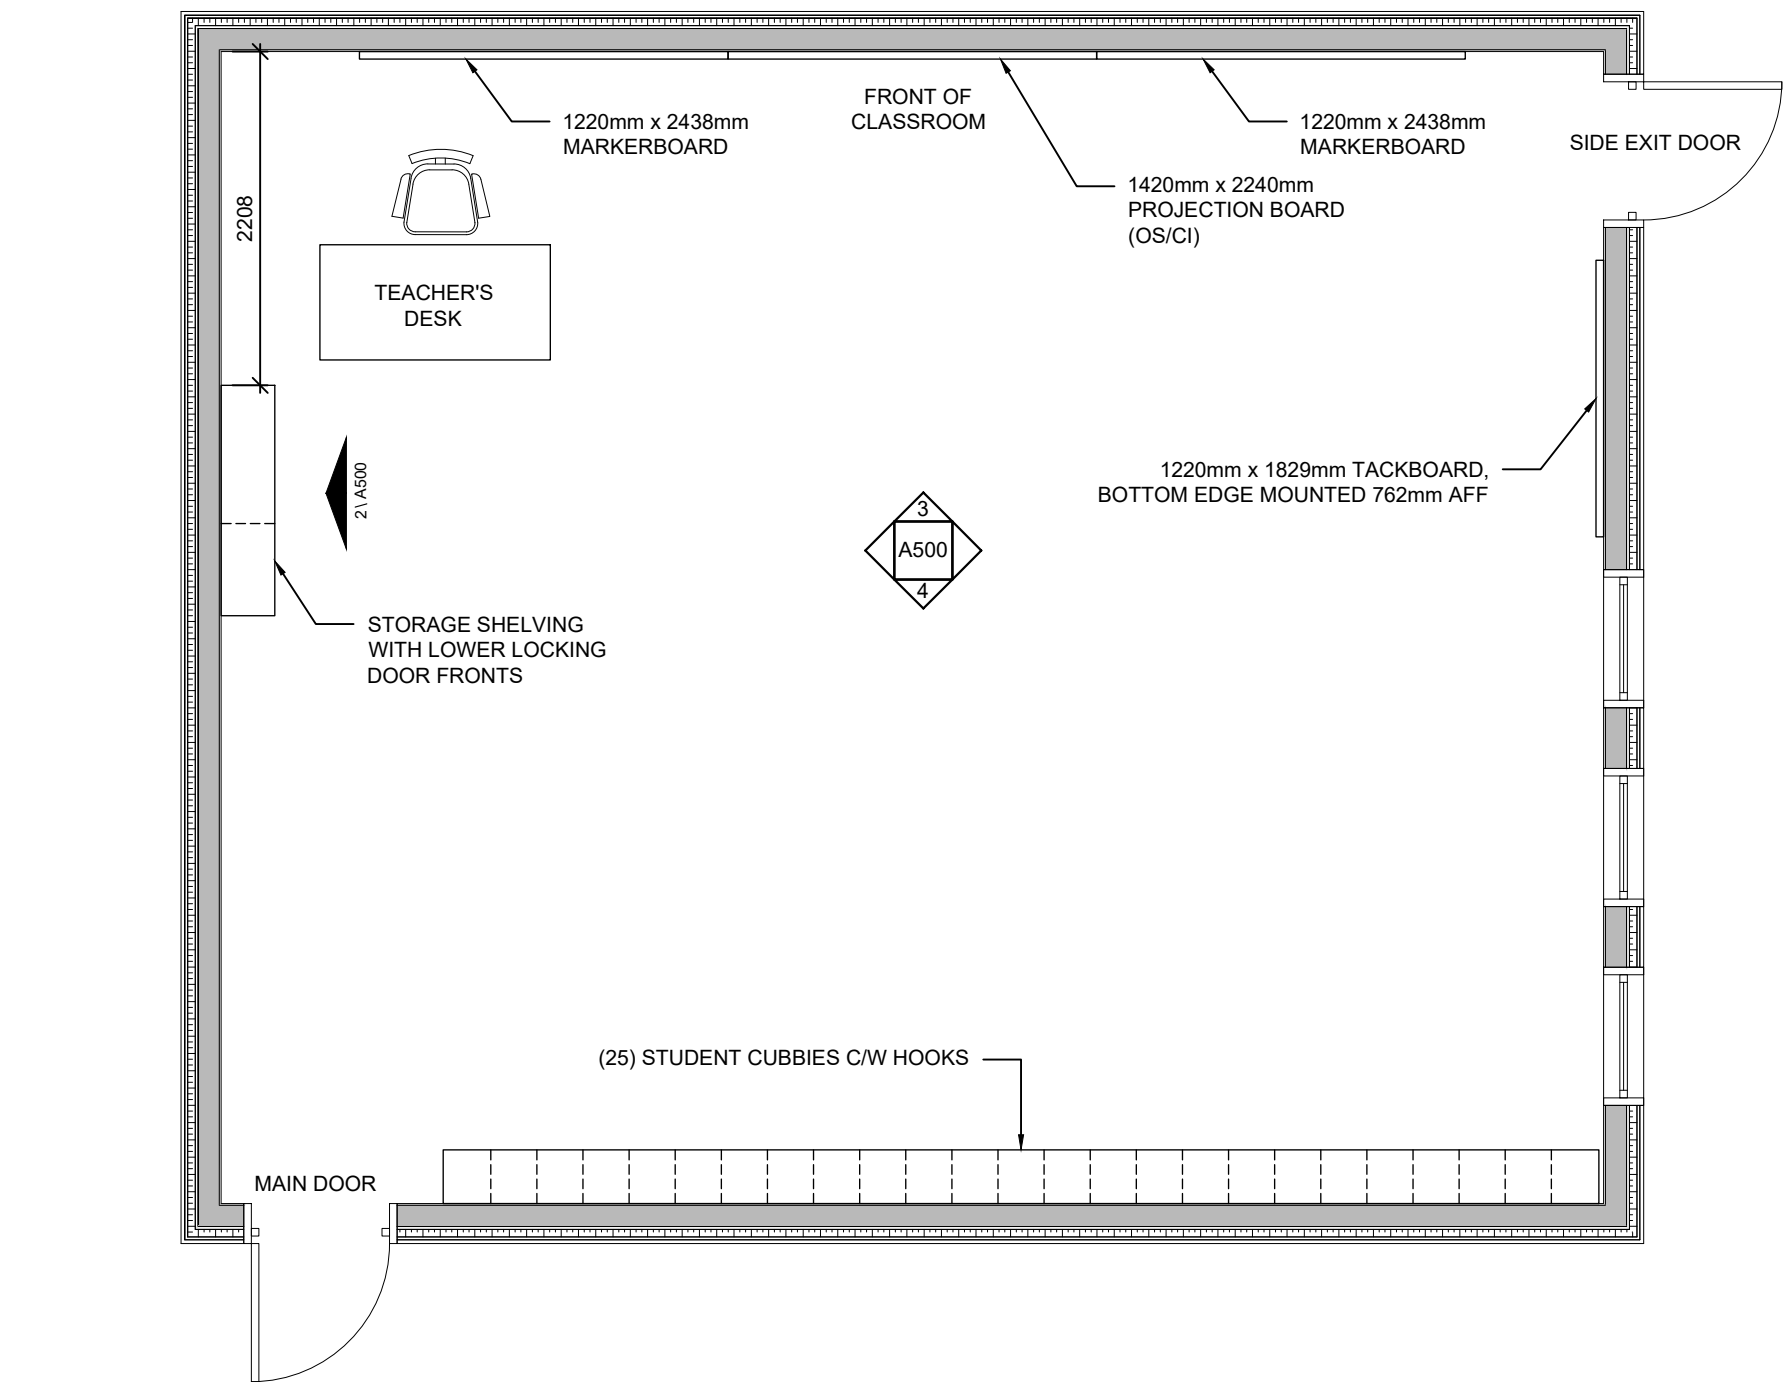 FRONT OF
CLASSROOM
1220mm x 2438mm
MARKERBOARD
1220mm x 2438mm
MARKERBOARD
SIDE EXIT DOOR
1420mm x 2240mm
PROJECTION BOARD
(OS/CI)
2208
TEACHER'S
DESK
2 \ A500
1220mm x 1829mm TACKBOARD,
BOTTOM EDGE MOUNTED 762mm AFF
3
A500
4
STORAGE SHELVING
WITH LOWER LOCKING
DOOR FRONTS
(25) STUDENT CUBBIES C/W HOOKS
MAIN DOOR